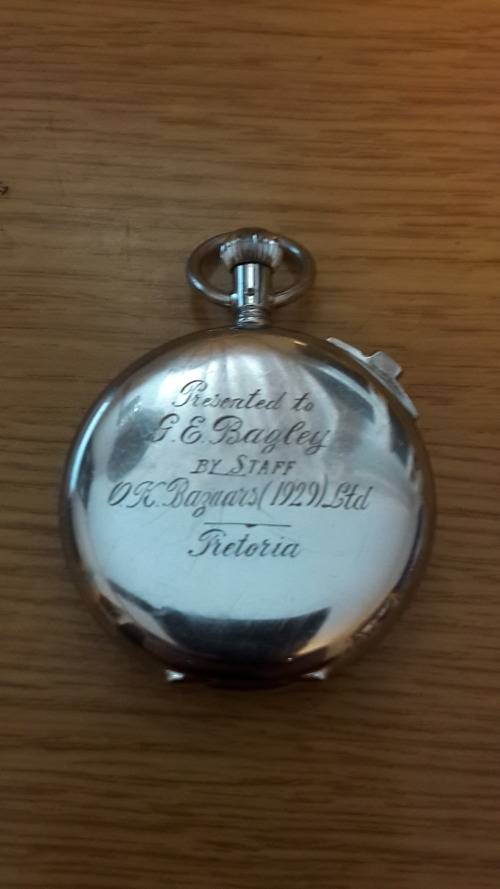 Presented to
G.E. Bagley
BY STAFF
O.K. Bazaars (1929) Ltd
Pretoria